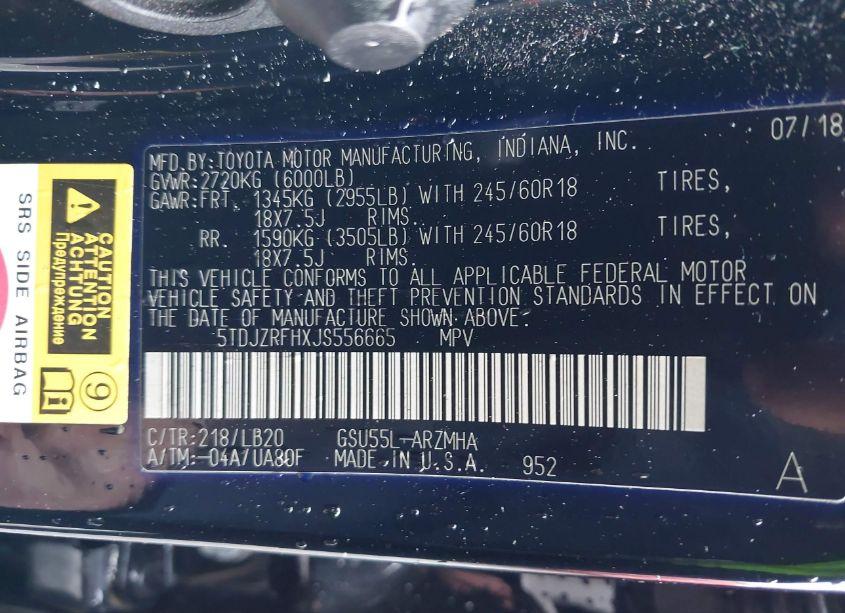 07/18
MFD.BY:TOYOTA MOTOR MANUFACTURING, INDIANA, INC.
GVWR:2720KG (6000LB)
GAWR:FRT. 1345KG (2955LB) WITH 245/60R18 TIRES,
18X7.5J RIMS.
RR. 1590KG (3505LB) WITH 245/60R18 TIRES,
18X7.5J RIMS.
THIS VEHICLE CONFORMS TO ALL APPLICABLE FEDERAL MOTOR
VEHICLE SAFETY AND THEFT PREVENTION STANDARDS IN EFFECT ON
THE DATE OF MANUFACTURE SHOWN ABOVE.
5TDJZRFHXJS556665 MPV
C/TR:218/LB20 GSU55L-ARZMHA
A/TM:-04A/UA80F MADE IN U.S.A. 952
A
CAUTION
ATTENTION
ACHTUNG
Предупреждение
9
SRS SIDE AIRBAG